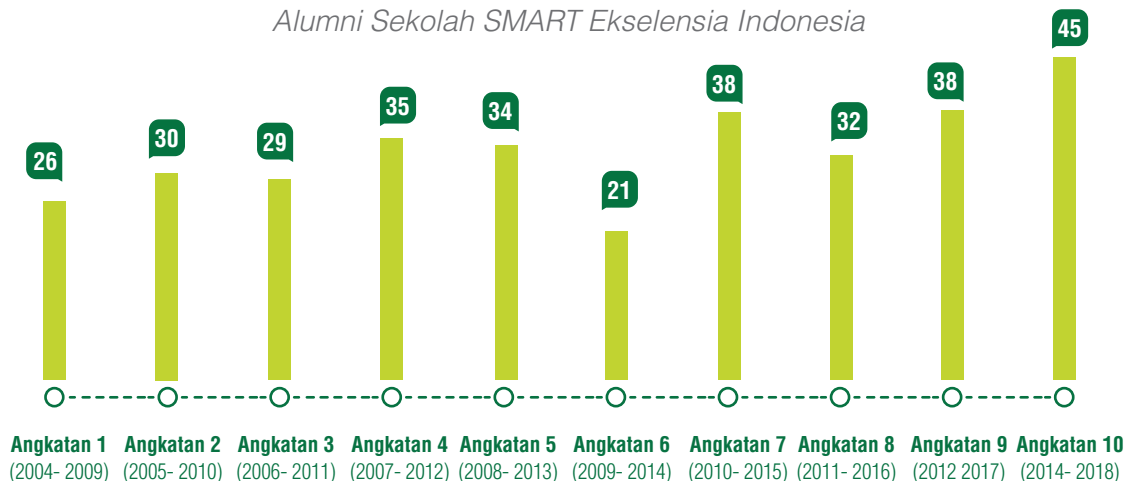 Alumni Sekolah SMART Ekselensia Indonesia
26
30
29
35
34
21
38
32
38
45
Angkatan 1
(2004- 2009)
Angkatan 2
(2005- 2010)
Angkatan 3
(2006- 2011)
Angkatan 4
(2007- 2012)
Angkatan 5
(2008- 2013)
Angkatan 6
(2009- 2014)
Angkatan 7
(2010- 2015)
Angkatan 8
(2011- 2016)
Angkatan 9
(2012 2017)
Angkatan 10
(2014- 2018)